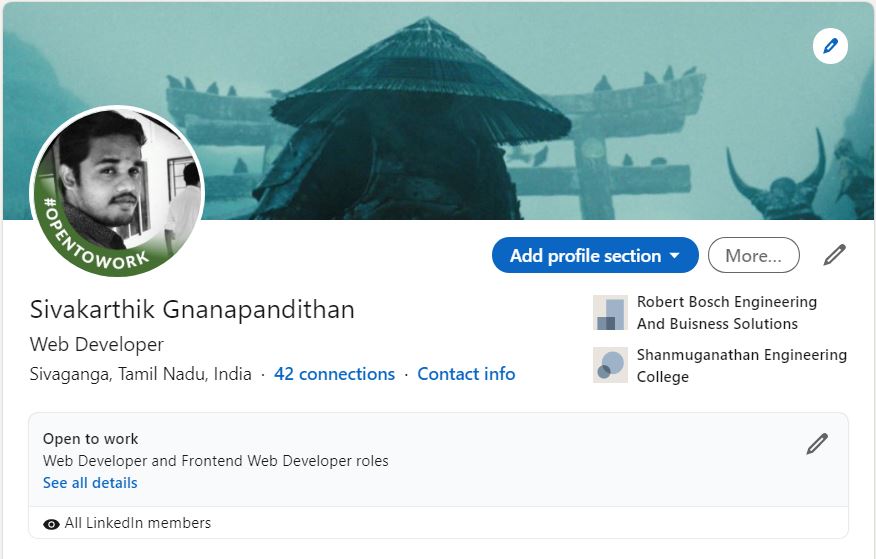 #OPENTOWORK
Add profile section
More...
Sivakarthik Gnanapandithan
Web Developer
Sivaganga, Tamil Nadu, India · 42 connections · Contact info
Robert Bosch Engineering
And Buisness Solutions
Shanmuganathan Engineering
College
Open to work
Web Developer and Frontend Web Developer roles
See all details
All LinkedIn members